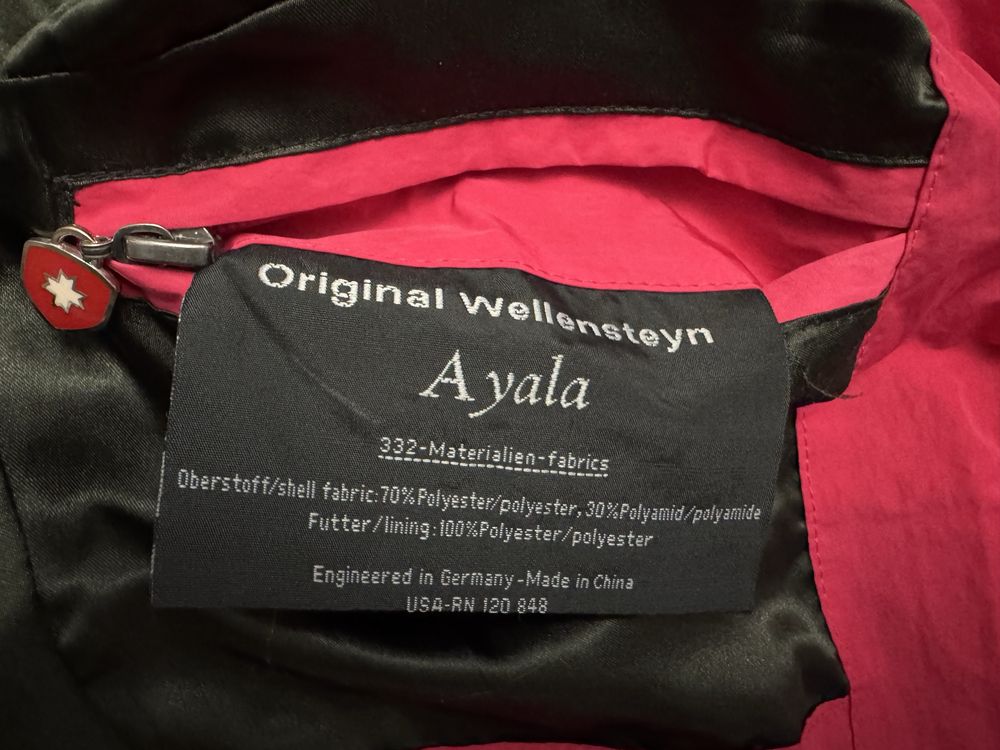 Original Wellensteyn
Ayala
332-Materialien-fabrics
Oberstoff/shell fabric:70%Polyester/polyester,30%Polyamid/polyamide
Futter/lining:100%Polyester/polyester
Engineered in Germany-Made in China
USA-RN 120 848